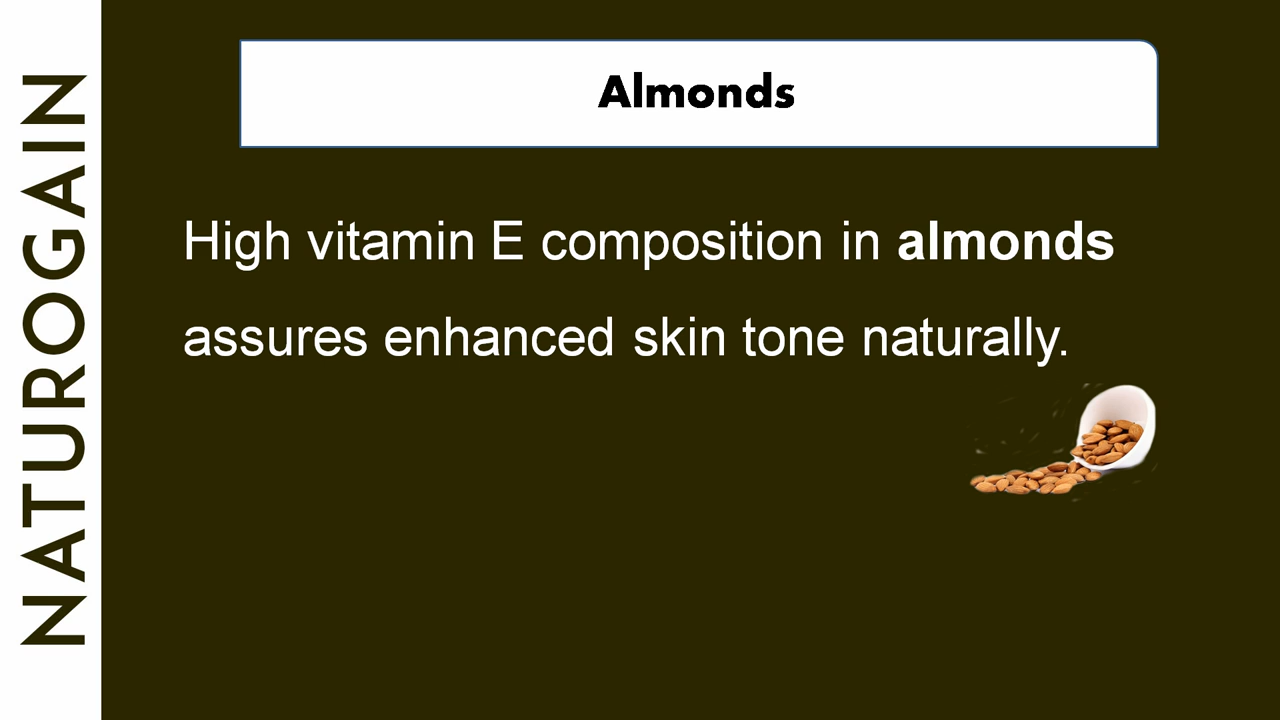 NATUROGAIN
Almonds
High vitamin E composition in almonds
assures enhanced skin tone naturally.